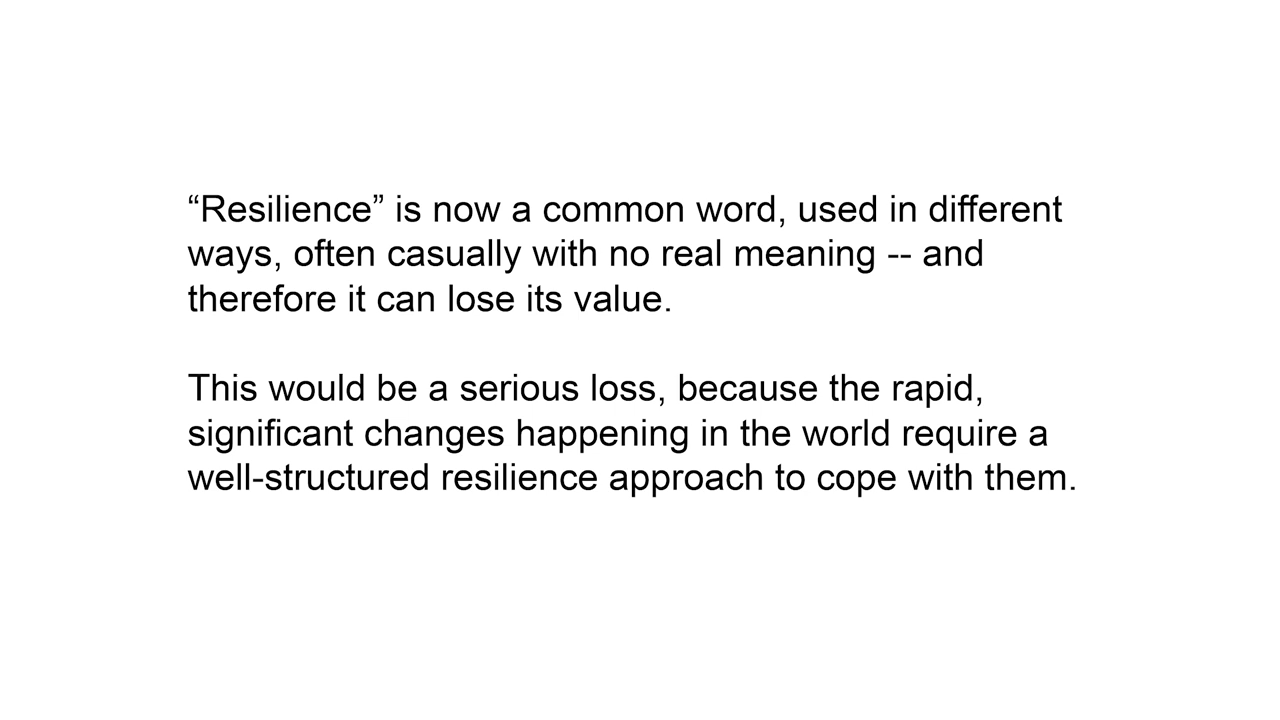 “Resilience” is now a common word, used in different
ways, often casually with no real meaning -- and
therefore it can lose its value.
This would be a serious loss, because the rapid,
significant changes happening in the world require a
well-structured resilience approach to cope with them.